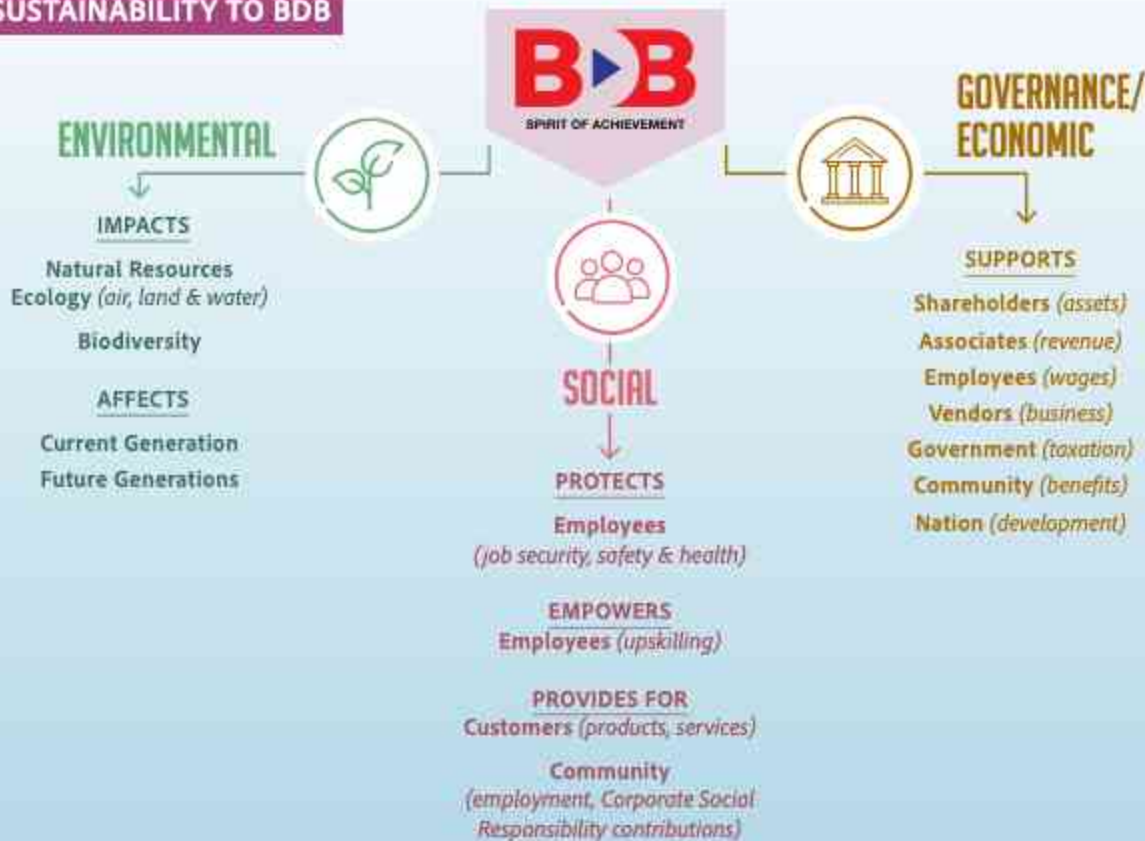 SUSTAINABILITY TO BDB
BDB
SPIRIT OF ACHIEVEMENT
ENVIRONMENTAL
IMPACTS
Natural Resources
Ecology (air, land & water)
Biodiversity
AFFECTS
Current Generation
Future Generations
SOCIAL
PROTECTS
Employees
(job security, safety & health)
EMPOWERS
Employees (upskilling)
PROVIDES FOR
Customers (products, services)
Community
(employment, Corporate Social
Responsibility contributions)
GOVERNANCE/
ECONOMIC
SUPPORTS
Shareholders (assets)
Associates (revenue)
Employees (wages)
Vendors (business)
Government (taxation)
Community (benefits)
Nation (development)